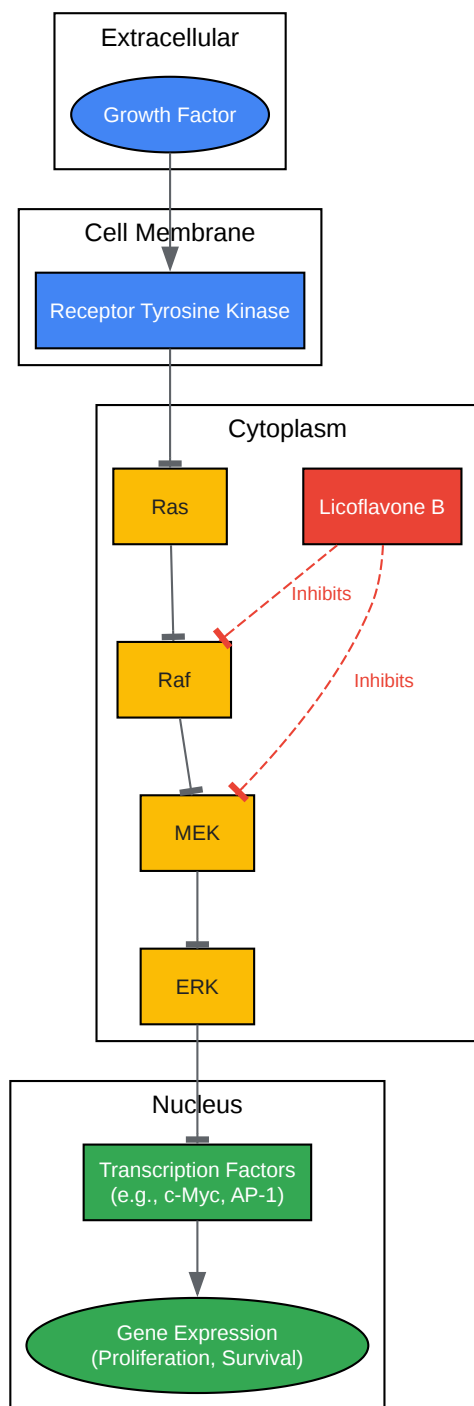 Extracellular
Growth Factor
Cell Membrane
Receptor Tyrosine Kinase
Cytoplasm
Ras
Licoflavone B
Inhibits
Raf
Inhibits
MEK
ERK
Nucleus
Transcription Factors
(e.g., c-Myc, AP-1)
Gene Expression
(Proliferation, Survival)